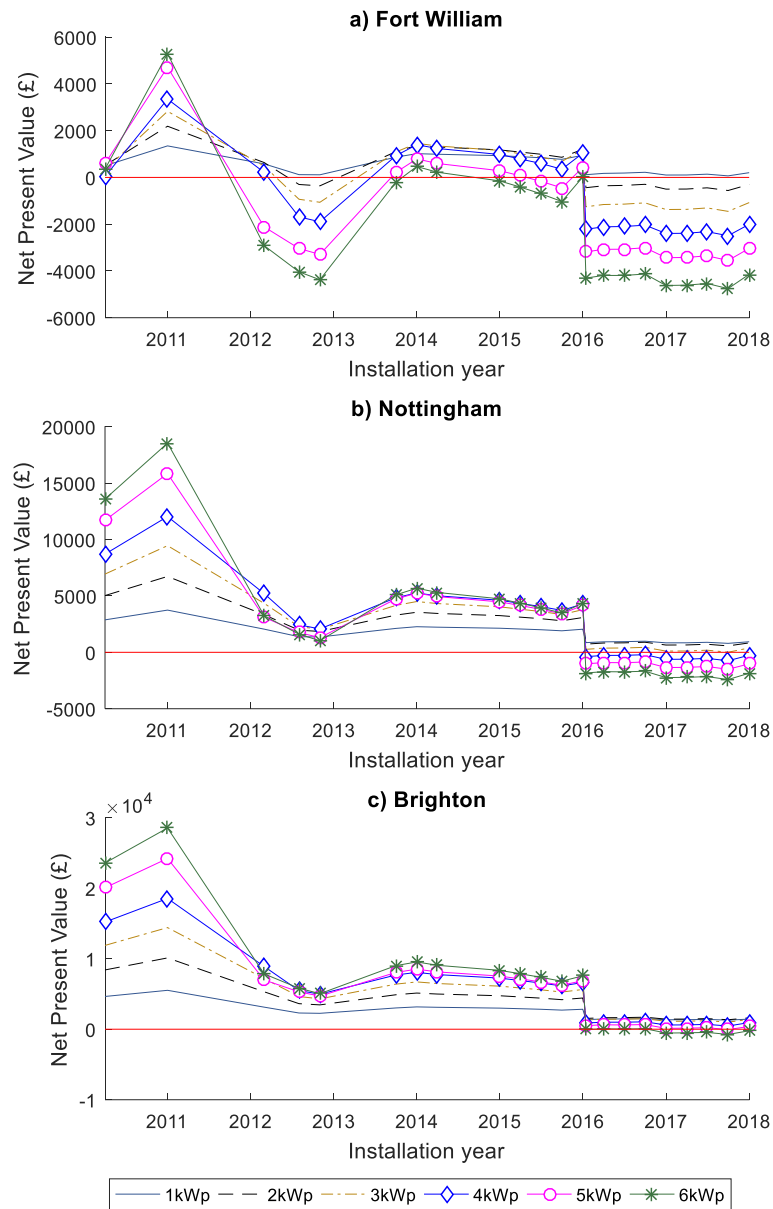 a) Fort William
6000
4000
2000
0
-2000
-4000
-6000
Net Present Value (£)
2011 2012 2013 2014 2015 2016 2017 2018
Installation year
b) Nottingham
20000
15000
10000
5000
0
-5000
Net Present Value (£)
2011 2012 2013 2014 2015 2016 2017 2018
Installation year
c) Brighton
× 10⁴
3
2
1
0
-1
Net Present Value (£)
2011 2012 2013 2014 2015 2016 2017 2018
Installation year
1kWp 2kWp 3kWp 4kWp 5kWp 6kWp